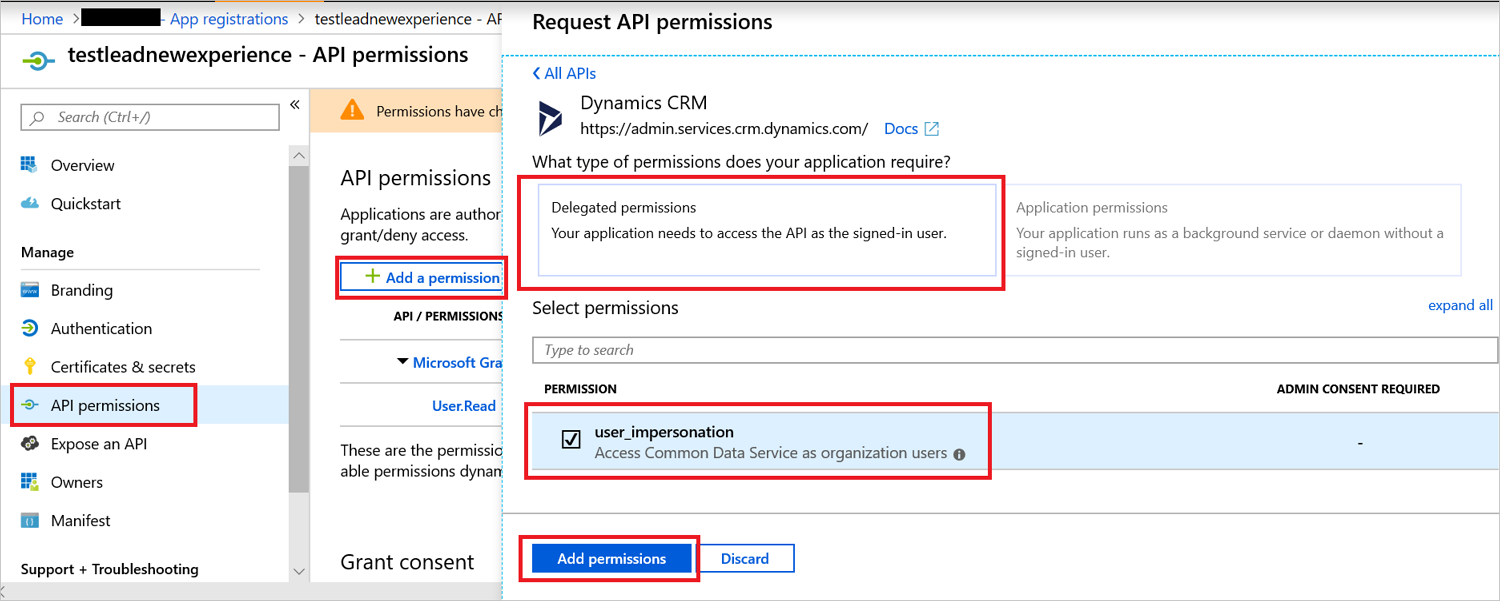 Home > - App registrations > testleadnewexperience - AP
testleadnewexperience - API permissions
Search (Ctrl+/)
«
Overview
Quickstart
Manage
Branding
Authentication
Certificates & secrets
API permissions
Expose an API
Owners
Manifest
Support + Troubleshooting
Permissions have ch
API permissions
Applications are author
grant/deny access.
+ Add a permission
API / PERMISSIONS
Microsoft Gra
User.Read
These are the permissio
able permissions dynam
Grant consent
Request API permissions
< All APIs
Dynamics CRM
https://admin.services.crm.dynamics.com/ Docs
What type of permissions does your application require?
Delegated permissions
Your application needs to access the API as the signed-in user.
Application permissions
Your application runs as a background service or daemon without a
signed-in user.
Select permissions
expand all
Type to search
PERMISSION ADMIN CONSENT REQUIRED
user_impersonation
Access Common Data Service as organization users
-
Add permissions Discard